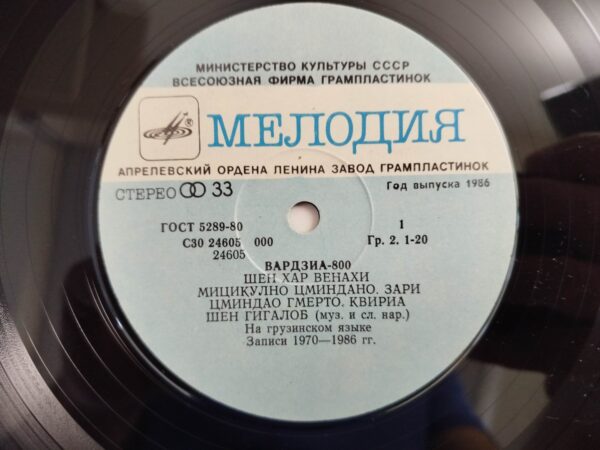 МИНИСТЕРСТВО КУЛЬТУРЫ СССР
ВСЕСОЮЗНАЯ ФИРМА ГРАМПЛАСТИНОК
МЕЛОДИЯ
АПРЕЛЕВСКИЙ ОРДЕНА ЛЕНИНА ЗАВОД ГРАМПЛАСТИНОК
СТЕРЕО 33
Год выпуска 1986
ГОСТ 5289-80
1
С30 24605 000
Гр. 2. 1-20
24605
ВАРДЗИА-800
ШЕН ХАР ВЕНАХИ
МИЦИКУЛНО ЦМИНДАНО. ЗАРИ
ЦМИНДАО ГМЕРТО. КВИРИА
ШЕН ГИГАЛОБ (муз. и сл. нар.)
На грузинском языке
Записи 1970—1986 гг.